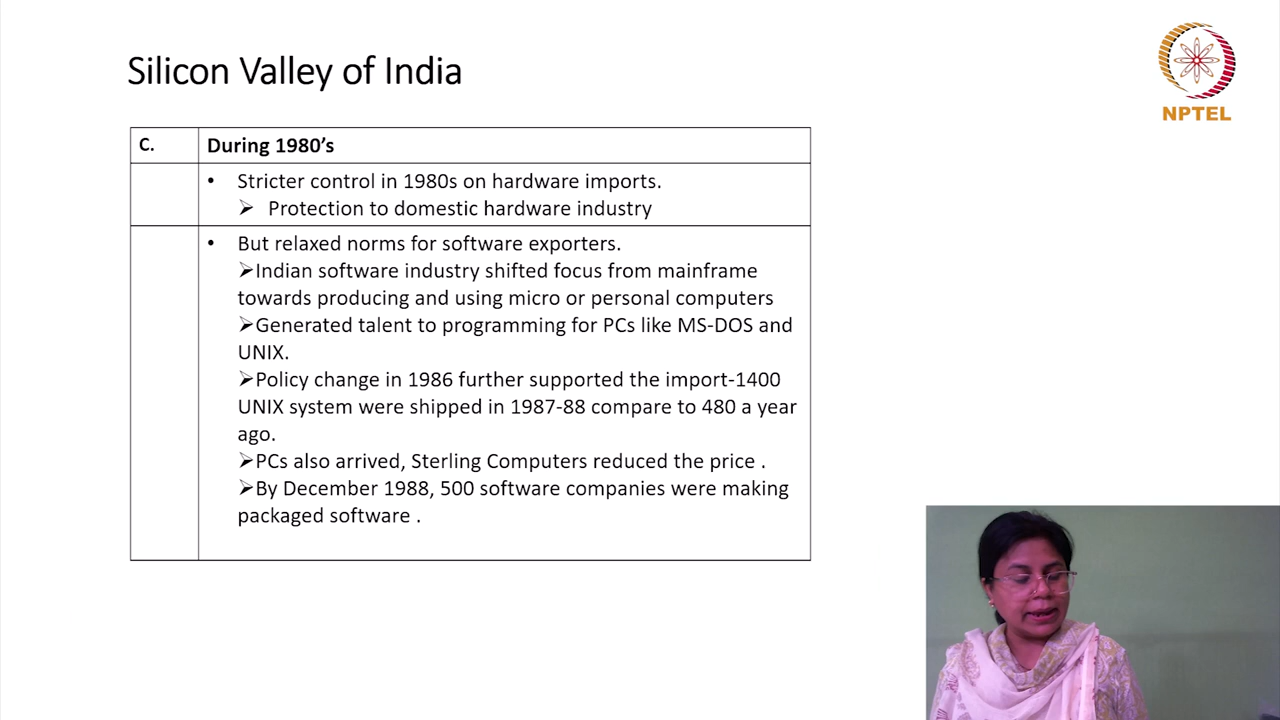 Silicon Valley of India
NPTEL
C.
During 1980’s
• Stricter control in 1980s on hardware imports.
➢ Protection to domestic hardware industry
• But relaxed norms for software exporters.
➢Indian software industry shifted focus from mainframe
towards producing and using micro or personal computers
➢Generated talent to programming for PCs like MS-DOS and
UNIX.
➢Policy change in 1986 further supported the import-1400
UNIX system were shipped in 1987-88 compare to 480 a year
ago.
➢PCs also arrived, Sterling Computers reduced the price .
➢By December 1988, 500 software companies were making
packaged software .